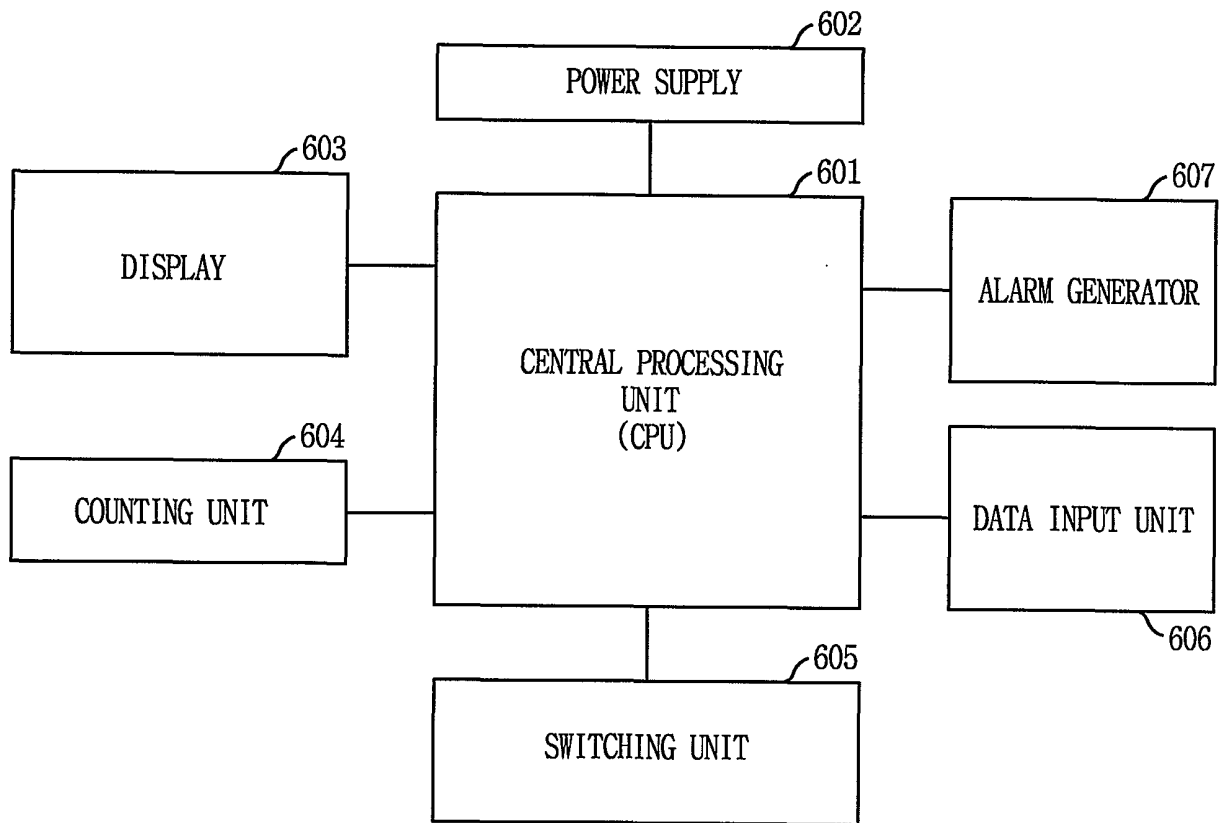 602
POWER SUPPLY
603
DISPLAY
601
CENTRAL PROCESSING
UNIT
(CPU)
607
ALARM GENERATOR
604
COUNTING UNIT
DATA INPUT UNIT
606
605
SWITCHING UNIT